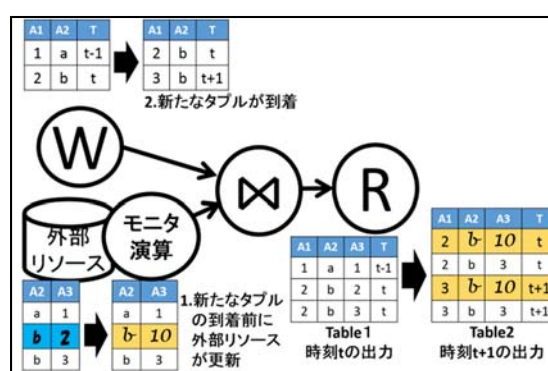 A1 A2 T
1 a t-1
2 b t
A1 A2 T
2 b t
3 b t+1
2.新たなタプルが到着
W
⋈
R
外部
リソース
モニタ
演算
A2 A3
a 1
b 2
b 3
A2 A3
a 1
b 10
b 3
1.新たなタプル
の到着前に
外部リソース
が更新
A1 A2 A3 T
1 a 1 t-1
2 b 2 t
2 b 3 t
Table1
時刻tの出力
A1 A2 A3 T
2 b 10 t
2 b 3 t
3 b 10 t+1
3 b 3 t+1
Table2
時刻t+1の出力